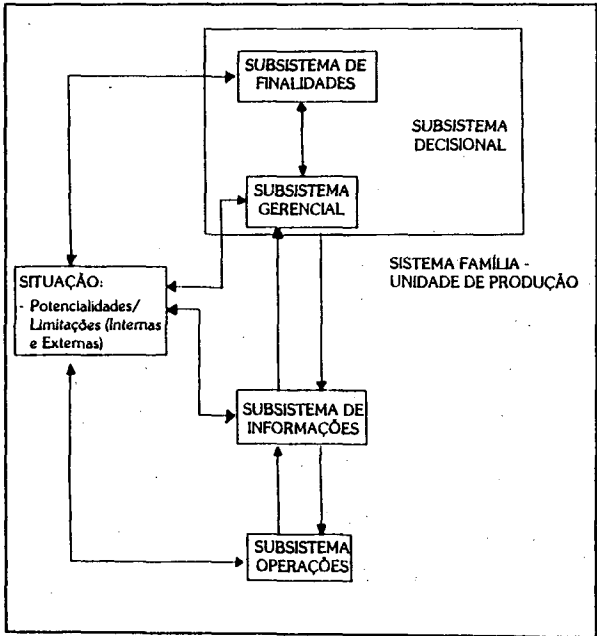 SUBSISTEMA DE
FINALIDADES
SUBSISTEMA
DECISIONAL
SUBSISTEMA
GERENCIAL
SISTEMA FAMÍLIA -
UNIDADE DE PRODUÇÃO
SITUAÇÃO:
- Potencialidades/
Limitações (Internas
e Externas)
SUBSISTEMA DE
INFORMAÇÕES
SUBSISTEMA
OPERAÇÕES